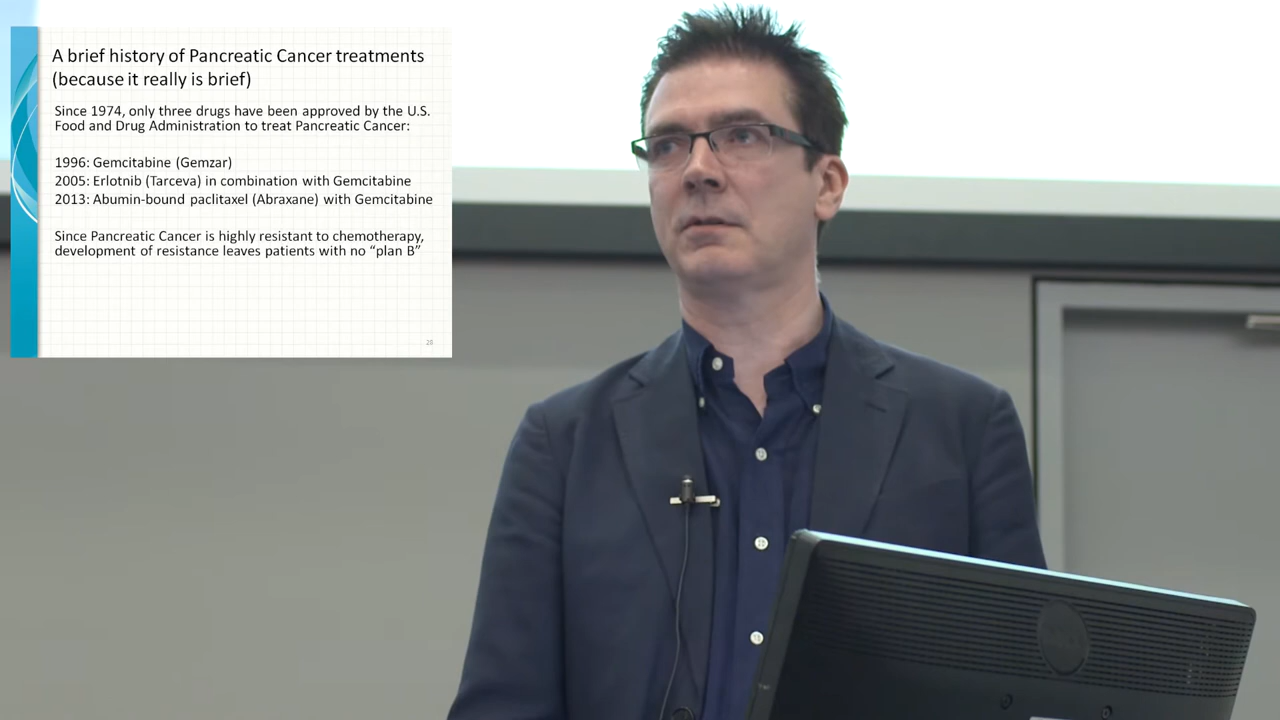 A brief history of Pancreatic Cancer treatments
(because it really is brief)
Since 1974, only three drugs have been approved by the U.S.
Food and Drug Administration to treat Pancreatic Cancer:
1996: Gemcitabine (Gemzar)
2005: Erlotnib (Tarceva) in combination with Gemcitabine
2013: Abumin-bound paclitaxel (Abraxane) with Gemcitabine
Since Pancreatic Cancer is highly resistant to chemotherapy,
development of resistance leaves patients with no “plan B”